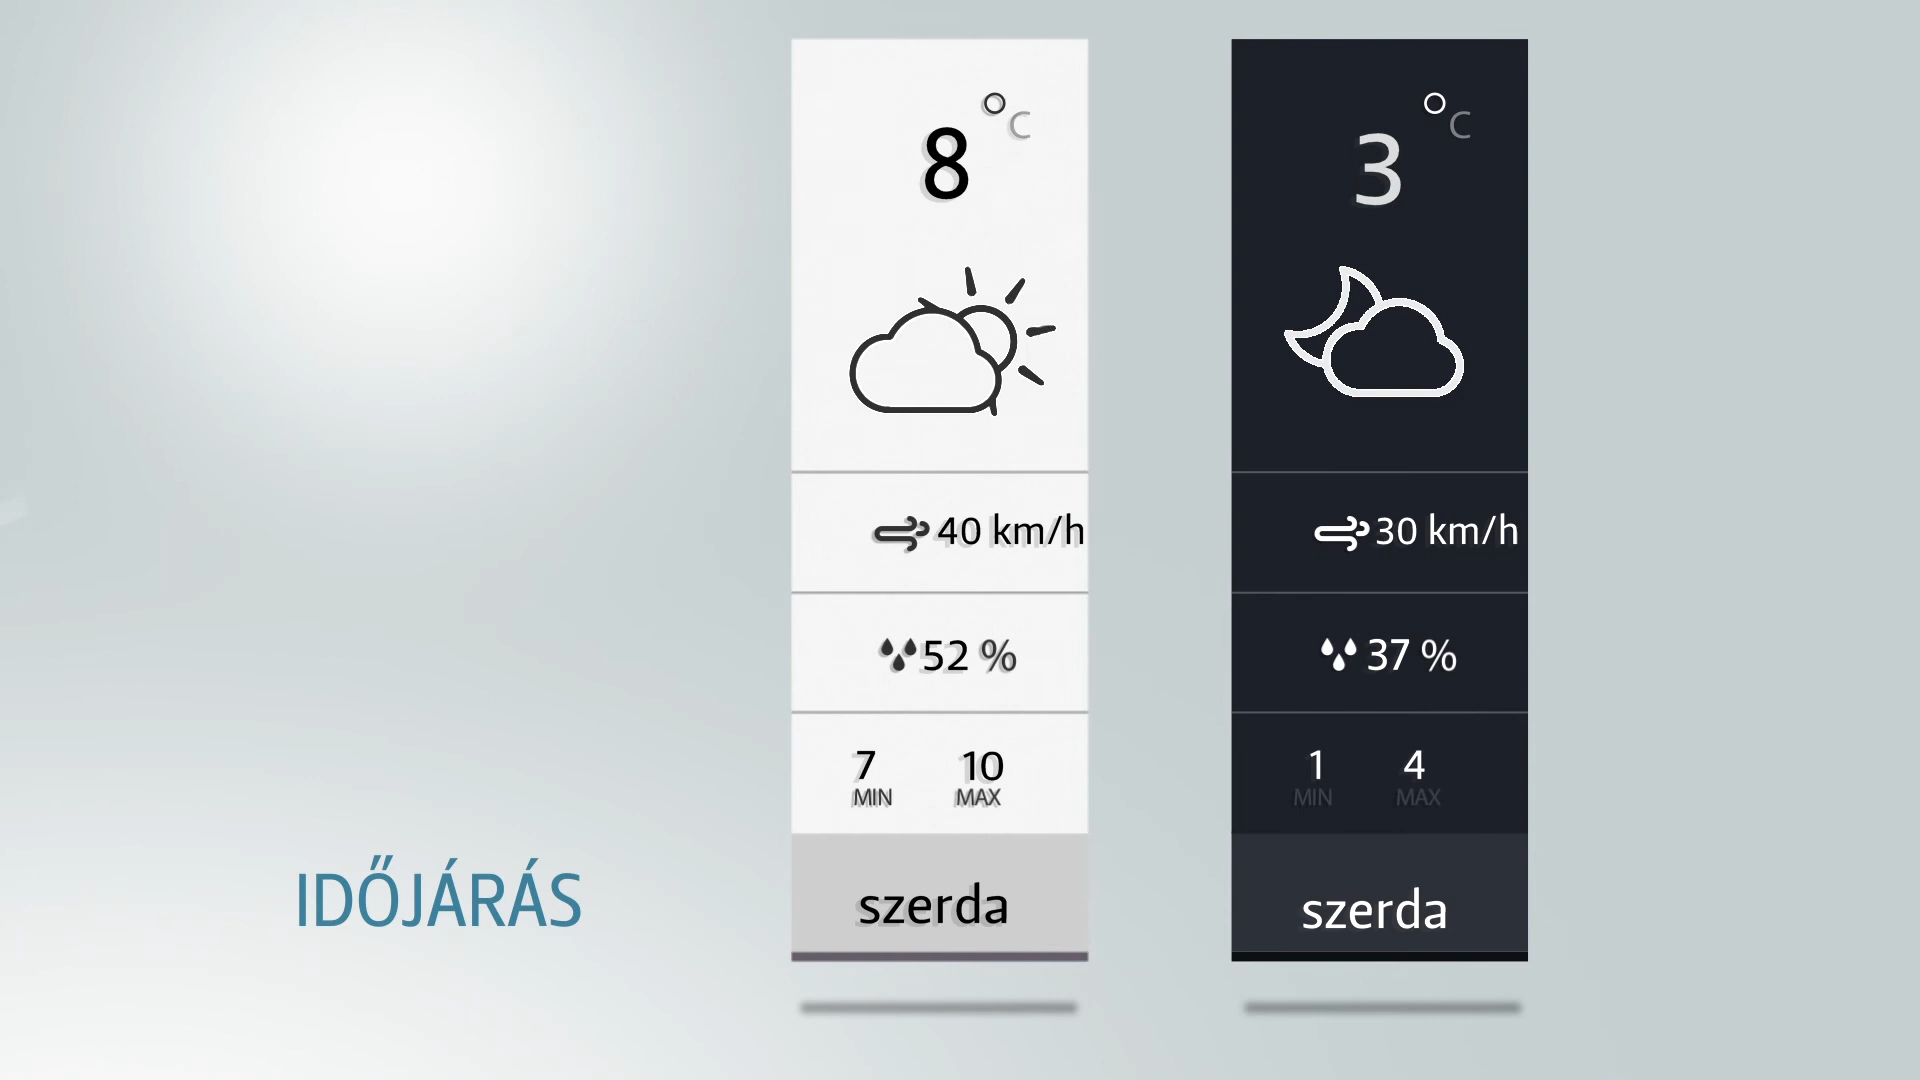 8 °C
40 km/h
52 %
7 10
MIN MAX
szerda
3 °C
30 km/h
37 %
1 4
MIN MAX
szerda
IDŐJÁRÁS